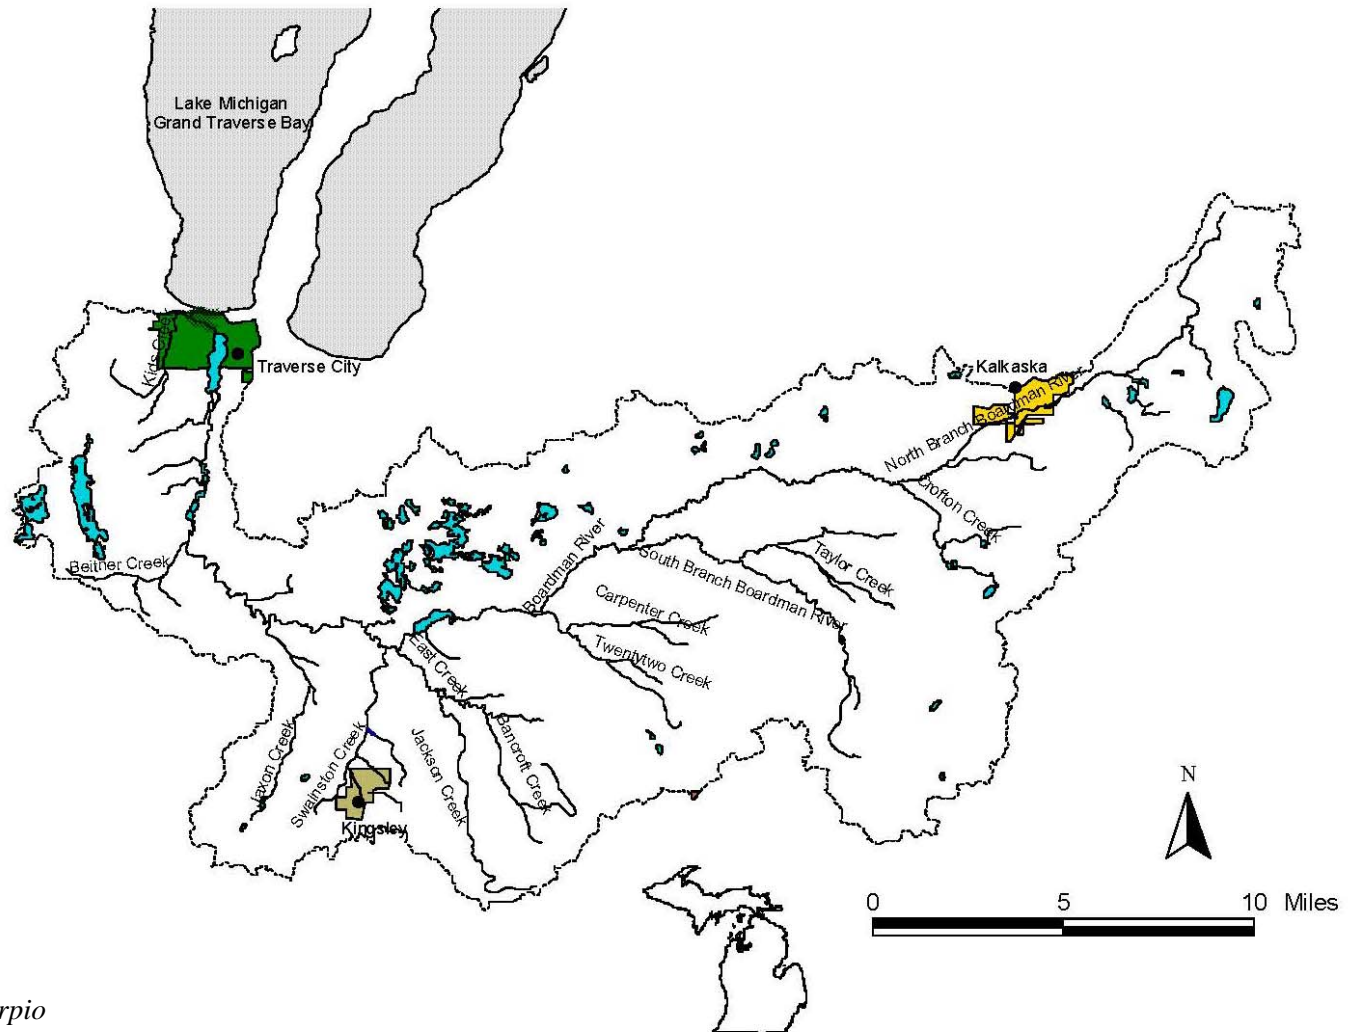 Lake Michigan
Grand Traverse Bay
Kids Creek
Traverse City
Kalkaska
North Branch Boardman River
Crofton Creek
Beitner Creek
Boardman River
South Branch Boardman River
Taylor Creek
Carpenter Creek
Twentytwo Creek
East Creek
Jaxon Creek
Swainston Creek
Jackson Creek
Bancroft Creek
Kingsley
N
0 5 10 Miles
rpio